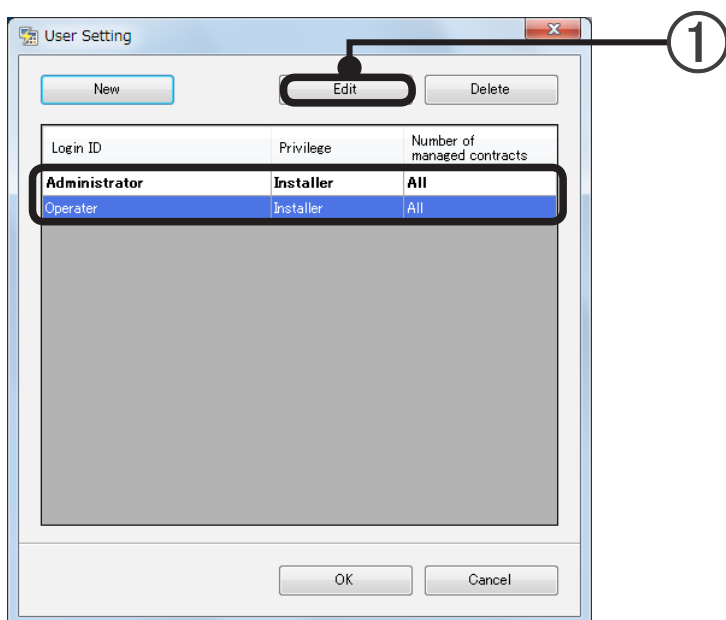 User Setting
x
①
New
Edit
Delete
Login ID
Privilege
Number of
managed contracts
Administrator
Installer
All
Operater
Installer
All
OK
Cancel